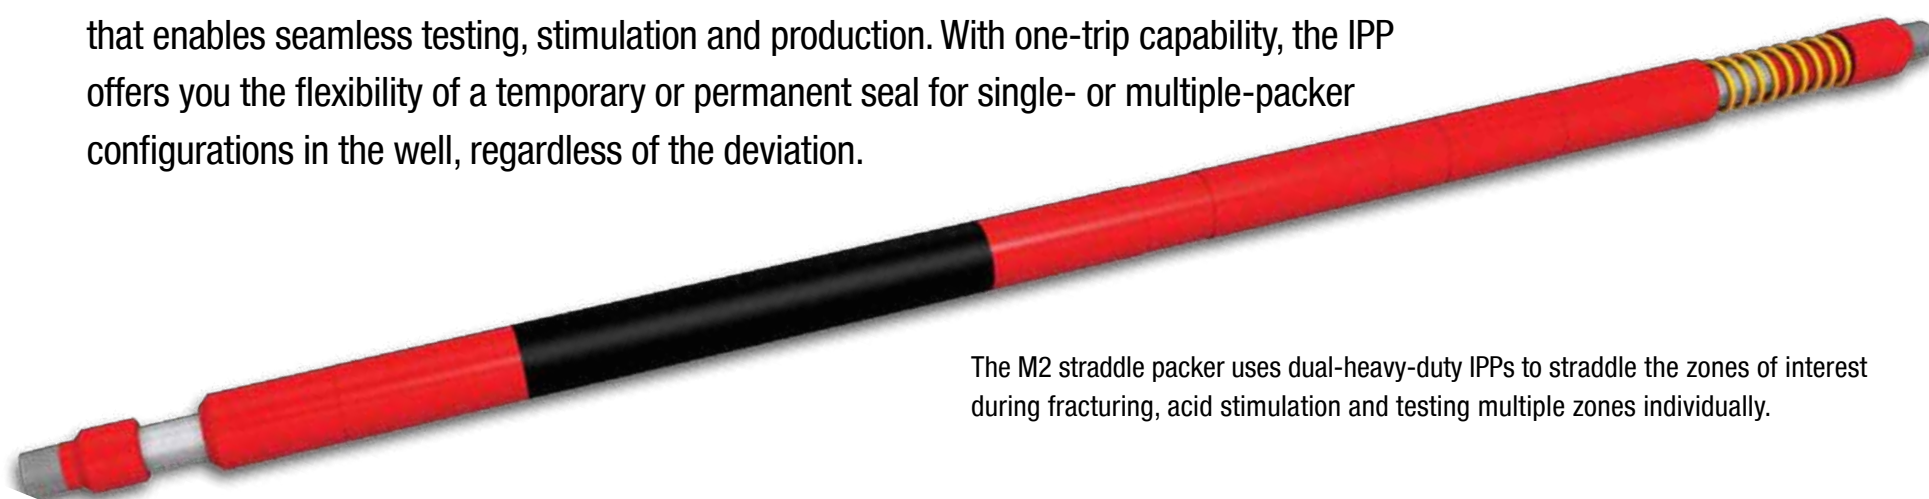 that enables seamless testing, stimulation and production. With one-trip capability, the IPP
offers you the flexibility of a temporary or permanent seal for single- or multiple-packer
configurations in the well, regardless of the deviation.
The M2 straddle packer uses dual-heavy-duty IPPs to straddle the zones of interest
during fracturing, acid stimulation and testing multiple zones individually.